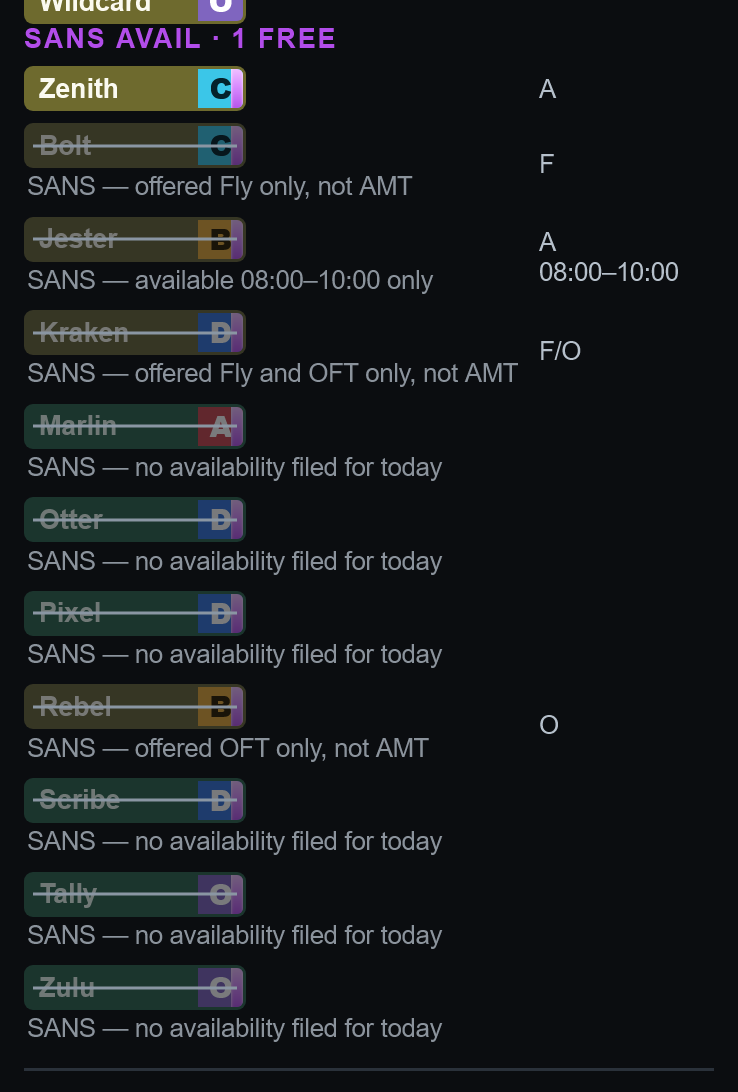 Wildcard O
SANS AVAIL · 1 FREE
Zenith C A
Bolt C F
SANS — offered Fly only, not AMT
Jester B A
08:00–10:00
SANS — available 08:00–10:00 only
Kraken D F/O
SANS — offered Fly and OFT only, not AMT
Marlin A
SANS — no availability filed for today
Otter D
SANS — no availability filed for today
Pixel D
SANS — no availability filed for today
Rebel B O
SANS — offered OFT only, not AMT
Scribe D
SANS — no availability filed for today
Tally O
SANS — no availability filed for today
Zulu O
SANS — no availability filed for today